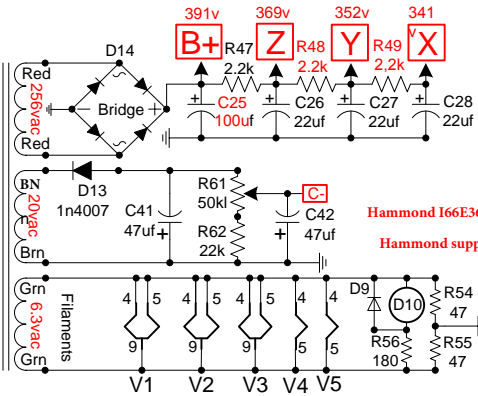 391v 369v 352v 341
D14 B+ R47 Z R48 Y R49 vX
2.2k 2.2k 2,2k
Red
256vac
Bridge
C25 C26 C27 C28
100uf 22uf 22uf 22uf
Red
BN
D13
1n4007
20vac
n
Brn
C41
47uf
R61
50kl
R62
22k
C-
C42
47uf
Hammond I66E36
Hammond supp
Grn
6.3vac
Grn
Filaments
4 5 4 5 4 5 4 4
9 9 9 5 5
V1 V2 V3 V4 V5
D9 D10 R54
47
R56 R55
180 47